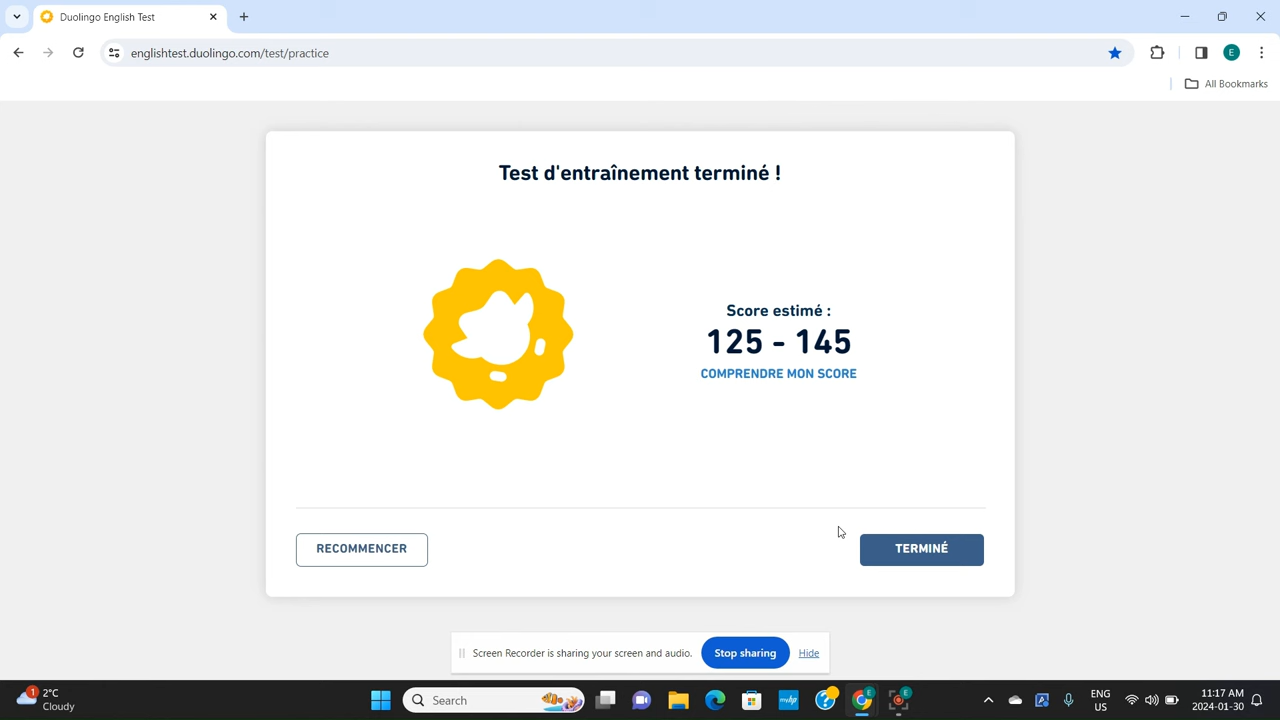 Duolingo English Test
englishtest.duolingo.com/test/practice
E
All Bookmarks
Test d'entraînement terminé !
Score estimé :
125 - 145
COMPRENDRE MON SCORE
RECOMMENCER
TERMINÉ
Screen Recorder is sharing your screen and audio.
Stop sharing
Hide
1
2°C
Cloudy
Search
myhp
E
E
ENG
US
11:17 AM
2024-01-30